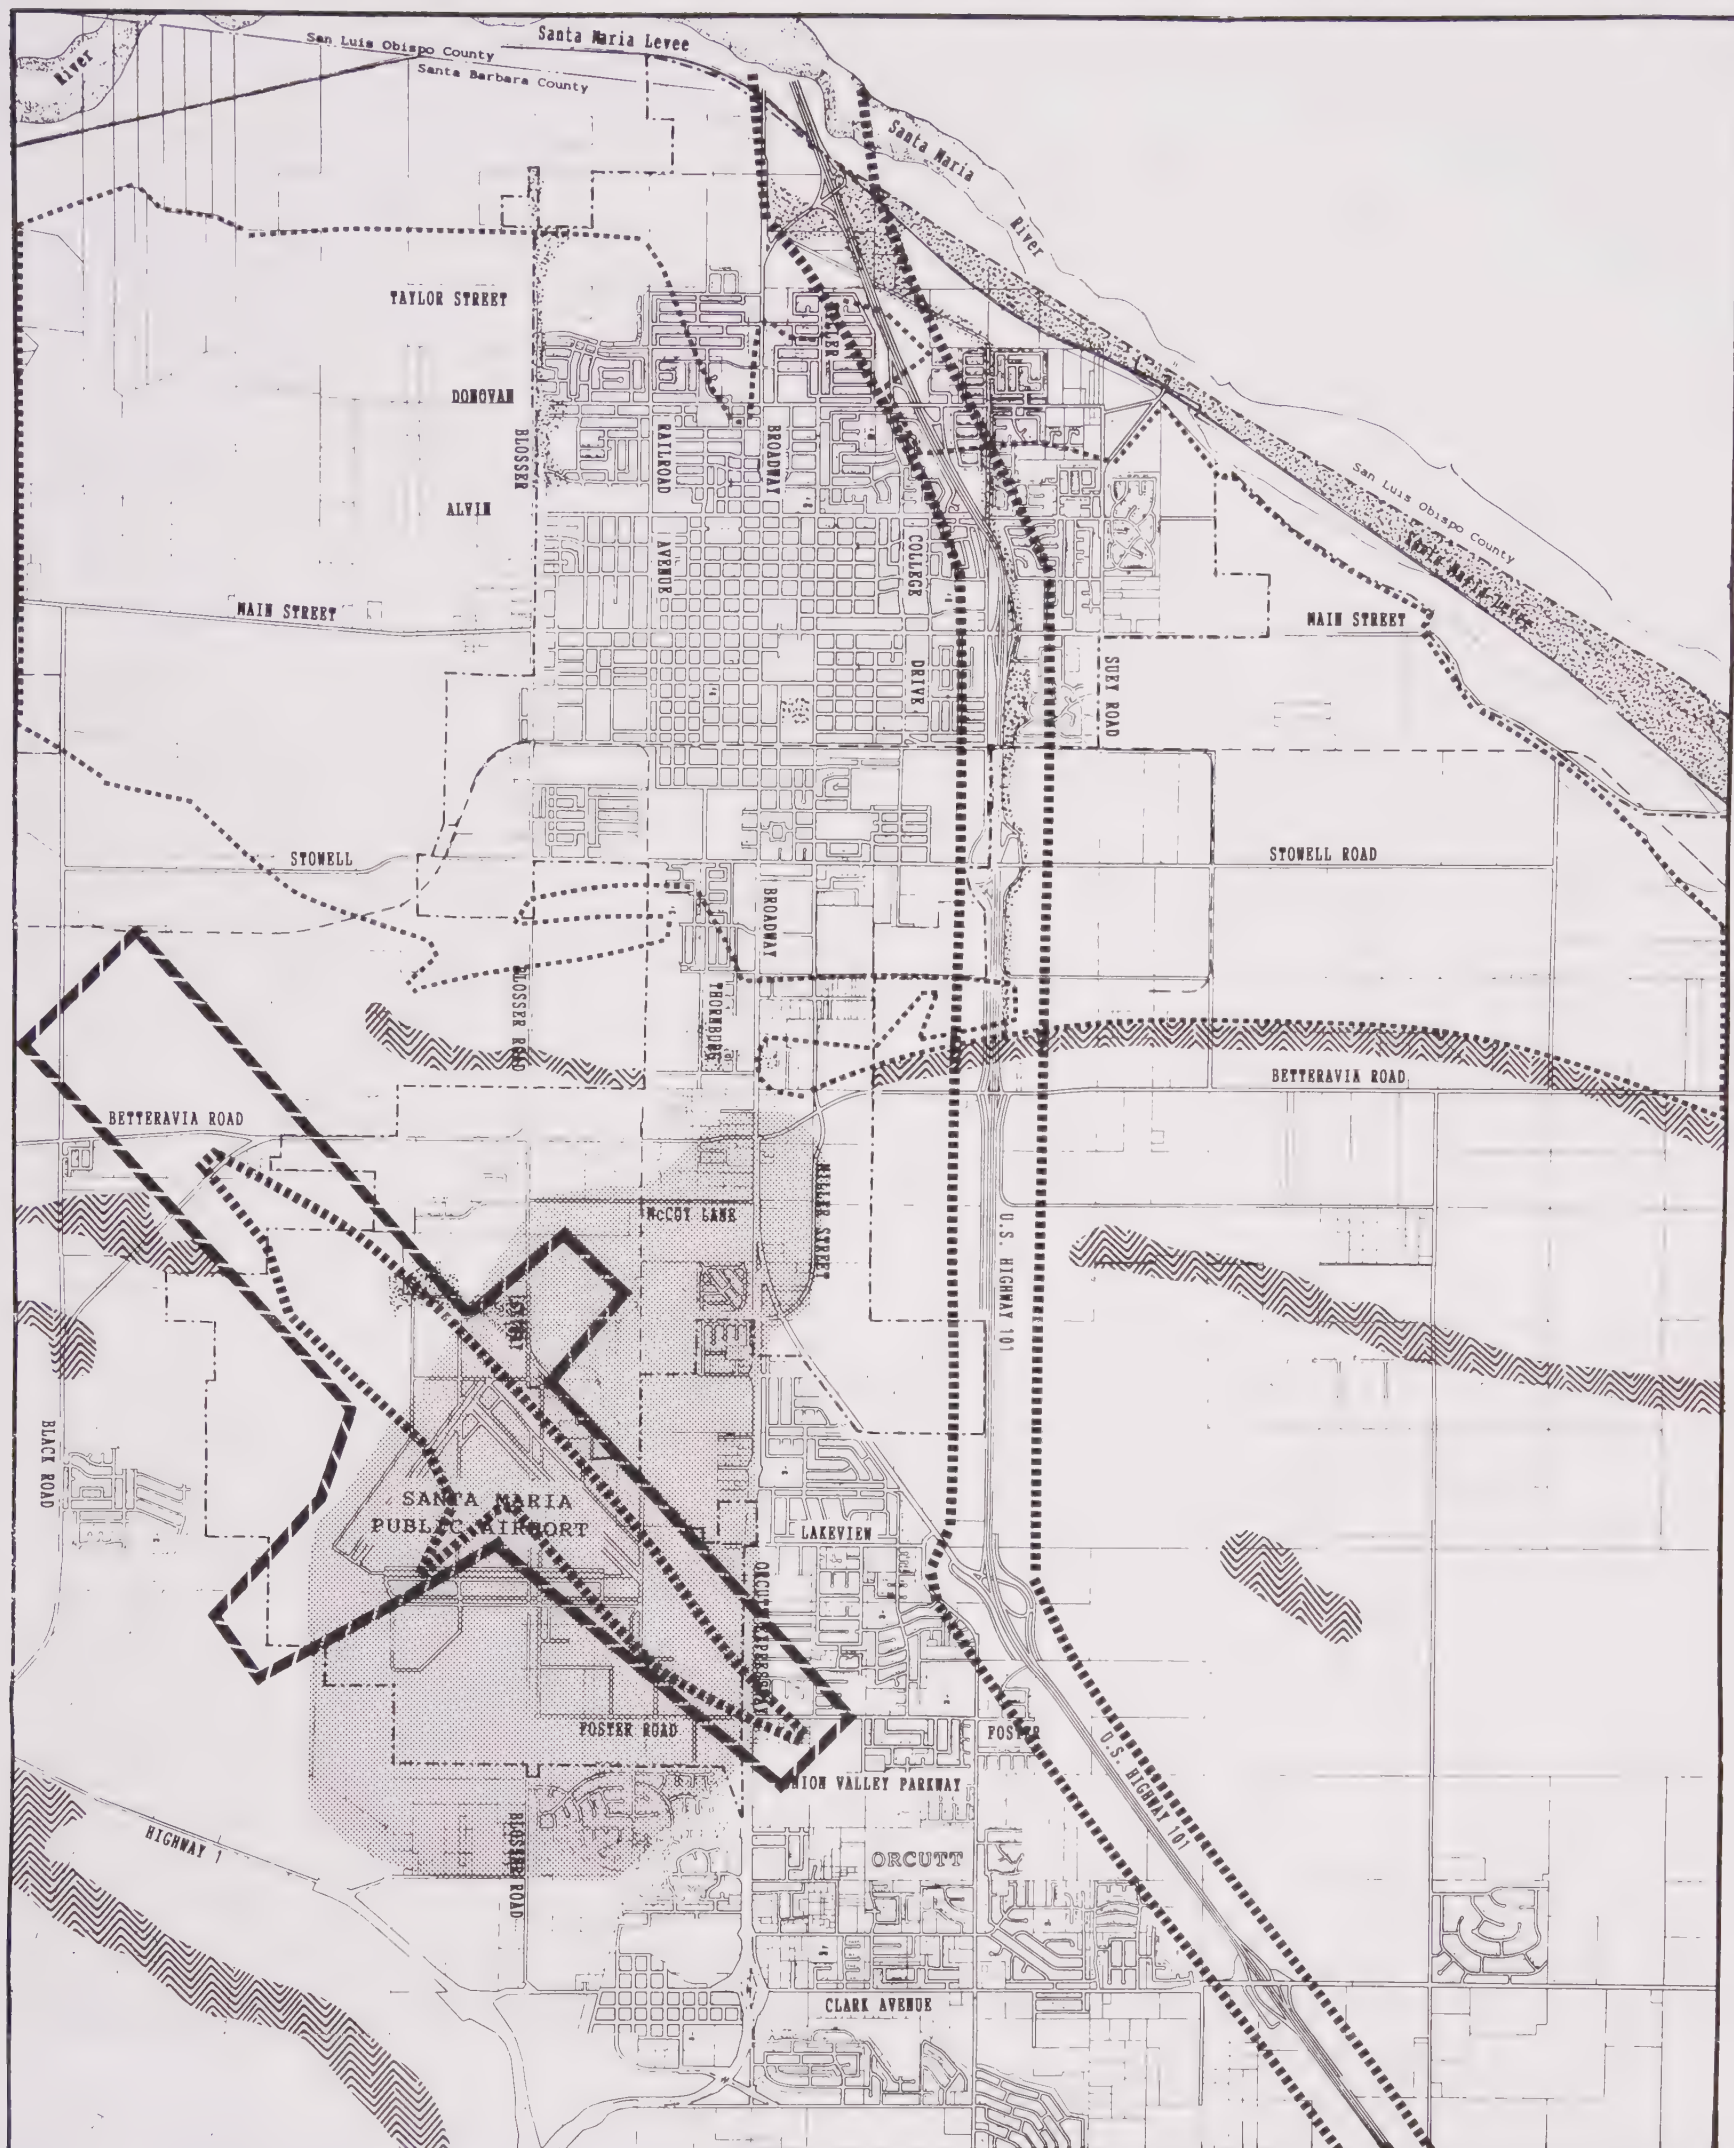 San Luis Obispo County
Santa Maria Levee
River
Santa Barbara County
Santa Maria
River
TAYLOR STREET
DONOVAN
BLOSSER
RAILROAD
BROADWAY
ALVIN
AVENUE
COLLEGE
San Luis Obispo County
Santa Maria Levee
MAIN STREET
MAIN STREET
DRIVE
SUEY ROAD
STOWELL
STOWELL ROAD
BROADWAY
BLOSSER ROAD
THORNBURG
BETTERAVIA ROAD
BETTERAVIA ROAD
MILLER STREET
McCOY LANE
U.S. HIGHWAY 101
BLACK ROAD
SANTA MARIA
PUBLIC AIRPORT
LAKEVIEW
FOSTER ROAD
FOSTER
U.S. HIGHWAY 101
UNION VALLEY PARKWAY
HIGHWAY 1
BLOSSER ROAD
ORCUTT
CLARK AVENUE